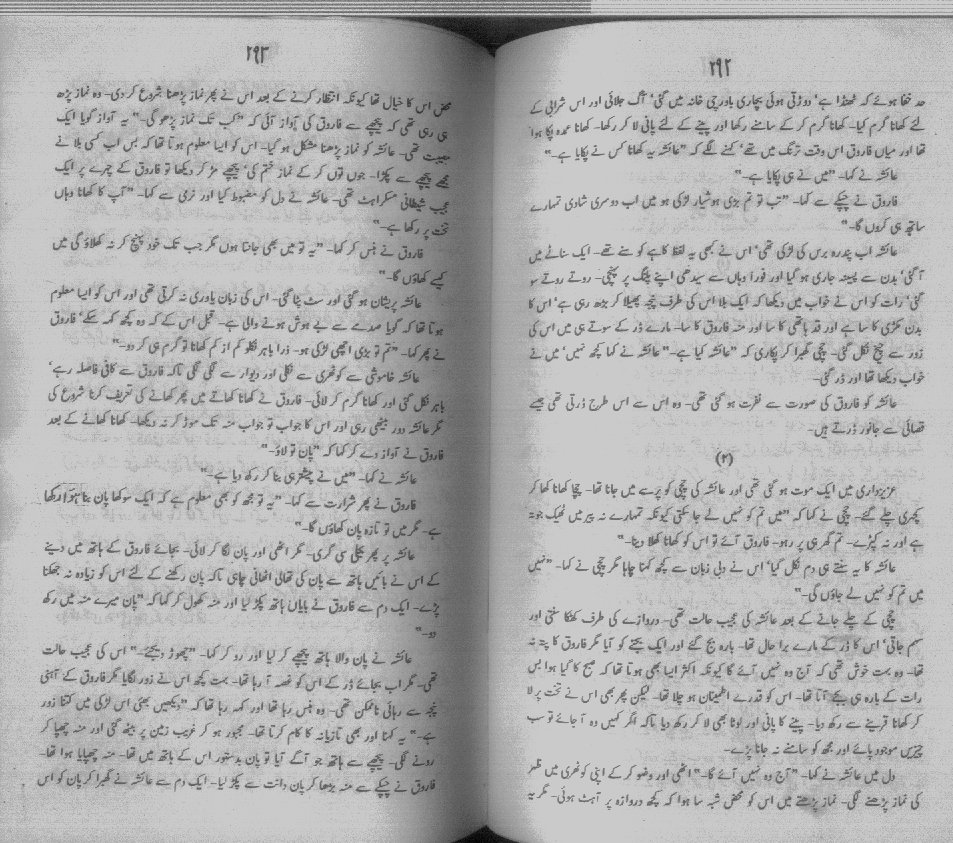 ۲۹۲
حد خفا ہوئے کہ ٹھنڈا ہے‘ دوڑتی ہوئی بیچاری باورچی خانہ میں گئی‘ آگ جلائی اور اس شرابی کے
لئے کھانا گرم کیا۔ کھانا گرم کر کے سامنے رکھا اور پینے کے لئے پانی لا کر رکھا۔ کھانا عمدہ پکا ہوا
تھا اور میاں فاروق اس وقت ترنگ میں تھے‘ کہنے لگے کہ ”عائشہ یہ کھانا کس نے پکایا ہے۔“
عائشہ نے کہا۔ ”میں نے ہی پکایا ہے۔“
فاروق نے چپکے سے کہا۔ ”تب تو تم بڑی ہوشیار لڑکی ہو میں اب دوسری شادی تمہارے
ساتھ ہی کروں گا۔“
عائشہ اب پندرہ برس کی لڑکی تھی‘ اس نے کبھی یہ لفظ کاہے کو سنے تھے۔ ایک سناٹے میں
آ گئی‘ بدن سے پسینہ جاری ہو گیا اور فوراً وہاں سے سیدھی اپنے پلنگ پر پہنچی۔ روتے روتے سو
گئی‘ رات کو اس نے خواب میں دیکھا کہ ایک بلا اس کی طرف پنجہ پھیلا کر بڑھ رہی ہے‘ اس کا
بدن مکڑی کا سا ہے اور قد ہاتھی کا سا اور منہ فاروق کا سا۔ مارے ڈر کے سوتے ہی میں اس کی
زور سے چیخ نکل گئی۔ چچی گھبرا کر پکاری کہ ”عائشہ کیا ہے۔“ عائشہ نے کہا کچھ نہیں‘ میں نے
خواب دیکھا تھا اور ڈر گئی۔
عائشہ کو فاروق کی صورت سے نفرت ہو گئی تھی۔ وہ اس سے اس طرح ڈرتی تھی جیسے
قصائی سے جانور ڈرتے ہیں۔
(۲)
عزیزداری میں ایک موت ہو گئی تھی اور عائشہ کی چچی کو پرسے میں جانا تھا۔ چچا کھانا کھا کر
کچہری چلے گئے۔ چچی نے کہا کہ ”میں تم کو نہیں لے جا سکتی کیونکہ تمہارے نہ پیر میں ٹھیک جوتہ
ہے اور نہ کپڑے۔ تم گھر ہی پر رہو۔ فاروق آئے تو اس کو کھانا کھلا دینا۔“
عائشہ کا یہ سنتے ہی دم نکل گیا‘ اس نے دبی زبان سے کچھ کہنا چاہا مگر چچی نے کہا۔ ”نہیں
میں تم کو نہیں لے جاؤں گی۔“
چچی کے چلے جانے کے بعد عائشہ کی عجیب حالت تھی۔ دروازے کی طرف کھٹکا سنتی اور
سہم جاتی‘ اس کا ڈر کے مارے برا حال تھا۔ بارہ بج گئے اور ایک بجنے کو آیا مگر فاروق کا پتہ نہ
تھا۔ وہ بہت خوش تھی کہ آج وہ نہیں آئے گا کیونکہ اکثر ایسا بھی ہوتا تھا کہ صبح کا گیا ہوا بس
رات کے بارہ ہی بجے آتا تھا۔ اس کو قدرے اطمینان ہو چلا تھا۔ لیکن پھر بھی اس نے تخت پر لا
کر کھانا قرینے سے رکھ دیا۔ پینے کا پانی اور لوٹا بھی لا کر رکھ دیا تاکہ اگر کہیں وہ آ جائے تو سب
چیزیں موجود پائے اور مجھ کو سامنے نہ جانا پڑے۔
دل میں عائشہ نے کہا۔ ”آج وہ نہیں آئے گا۔“ اٹھی اور وضو کر کے اپنی کوٹھری میں ظہر
کی نماز پڑھنے لگی۔ نماز پڑھتے میں اس کو محض شبہ سا ہوا کہ کچھ دروازہ پر آہٹ ہوئی۔ مگر یہ
۲۹۳
محض اس کا خیال تھا کیونکہ انتظار کرنے کے بعد اس نے پھر نماز پڑھنا شروع کر دی۔ وہ نماز پڑھ
ہی رہی تھی کہ پیچھے سے فاروق کی آواز آئی کہ ”کب تک نماز پڑھو گی۔“ یہ آواز گویا ایک
مصیبت تھی۔ عائشہ کو نماز پڑھنا مشکل ہو گیا۔ اس کو ایسا معلوم ہوتا تھا کہ بس اب کسی بلا نے
مجھے پیچھے سے پکڑا۔ جوں توں کر کے نماز ختم کی‘ پیچھے مڑ کر دیکھا تو فاروق کے چہرے پر ایک
عجیب شیطانی مسکراہٹ تھی۔ عائشہ نے دل کو مضبوط کیا اور نرمی سے کہا۔ ”آپ کا کھانا وہاں
تخت پر رکھا ہے۔“
فاروق نے ہنس کر کہا۔ ”یہ تو میں بھی جانتا ہوں مگر جب تک خود پہنچ کر نہ کھلاؤ گی میں
کیسے کھاؤں گا۔“
عائشہ پریشان ہو گئی اور سٹ پٹا گئی۔ اس کی زبان یاوری نہ کرتی تھی اور اس کو ایسا معلوم
ہوتا تھا کہ گویا صدمے سے بے ہوش ہونے والی ہے۔ قبل اس کے کہ وہ کچھ کہہ سکے‘ فاروق
نے پھر کہا۔ ”تم تو بڑی اچھی لڑکی ہو۔ ذرا باہر نکلو کم از کم کھانا تو گرم ہی کر دو۔“
عائشہ خاموشی سے کوٹھری سے نکلی اور دیوار سے لگی لگی تاکہ فاروق سے کافی فاصلہ رہے‘
باہر نکل گئی اور کھانا گرم کر لائی۔ فاروق نے کھانا کھاتے میں پھر کھانے کی تعریف کرنا شروع کی
مگر عائشہ دور بیٹھی رہی اور اس کا جواب تو جواب منہ تک موڑ کر نہ دیکھا۔ کھانا کھانے کے بعد
فاروق نے آواز دے کر کہا کہ ”پان تو لاؤ۔“
عائشہ نے کہا۔ ”میں نے پیشتر ہی بنا کر رکھ دیا ہے۔“
فاروق نے پھر شرارت سے کہا۔ ”یہ تو مجھ کو بھی معلوم ہے کہ ایک سوکھا پان بنا ہوا رکھا
ہے۔ مگر میں تو تازہ پان کھاؤں گا۔“
عائشہ پر پھر بجلی سی گری۔ مگر اٹھی اور پان لگا کر لائی۔ بجائے فاروق کے ہاتھ میں دینے
کے اس نے بائیں ہاتھ سے پان کی تھالی اٹھانی چاہی تاکہ پان رکھنے کے لئے اس کو زیادہ نہ جھکنا
پڑے۔ ایک دم سے فاروق نے بایاں ہاتھ پکڑ لیا اور منہ کھول کر کہا کہ ”پان میرے منہ میں رکھ
دو۔“
عائشہ نے پان والا ہاتھ پیچھے کر لیا اور رو کر کہا۔ ”چھوڑ دیجئے۔“ اس کی عجیب حالت
تھی۔ مگر اب بجائے ڈر کے اس کو غصہ آ رہا تھا۔ بہت کچھ اس نے زور لگایا مگر فاروق کے آہنی
پنجہ سے رہائی ناممکن تھی۔ وہ ہنس رہا تھا اور کہہ رہا تھا کہ ”دیکھیں بھئی اس لڑکی میں کتنا زور
ہے۔“ یہ کہنا اور بھی تازیانہ کا کام کرتا تھا۔ مجبور ہو کر غریب زمین پر بیٹھ گئی اور منہ چھپا کر
رونے لگی۔ پیچھے سے ہاتھ جو آگے آیا تو پان بدستور اس کے ہاتھ میں تھا۔ منہ چھپایا ہوا تھا۔
فاروق نے چپکے سے منہ بڑھا کر پان دانت سے پکڑ لیا۔ ایک دم سے عائشہ نے گھبرا کر پان کو اس